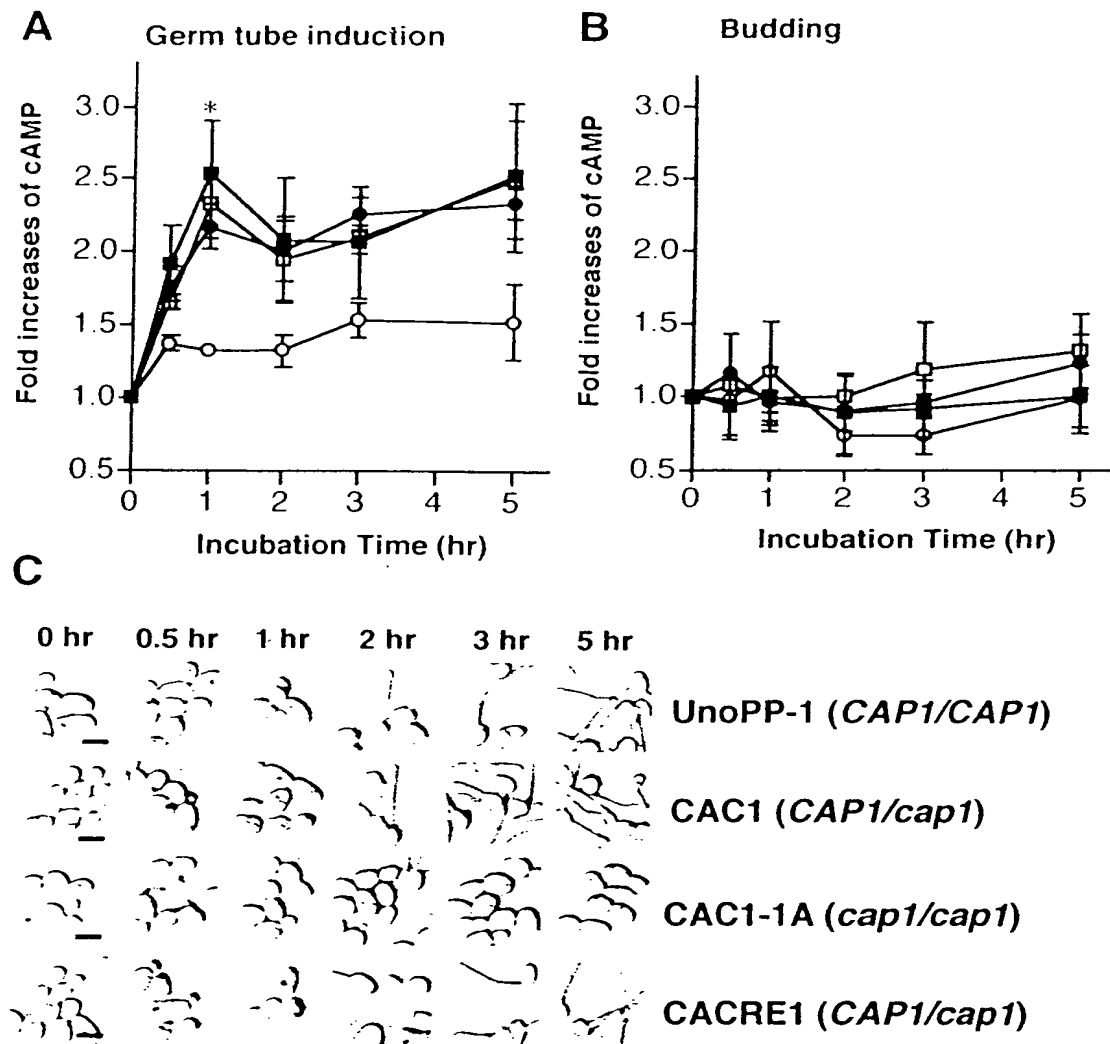 A
Germ tube induction
Fold increases of cAMP
3.0
2.5
2.0
1.5
1.0
0.5
*
0 1 2 3 4 5
Incubation Time (hr)
B
Budding
Fold increases of cAMP
3.0
2.5
2.0
1.5
1.0
0.5
0 1 2 3 4 5
Incubation Time (hr)
C
0 hr 0.5 hr 1 hr 2 hr 3 hr 5 hr
UnoPP-1 (CAP1/CAP1)
CAC1 (CAP1/cap1)
CAC1-1A (cap1/cap1)
CACRE1 (CAP1/cap1)